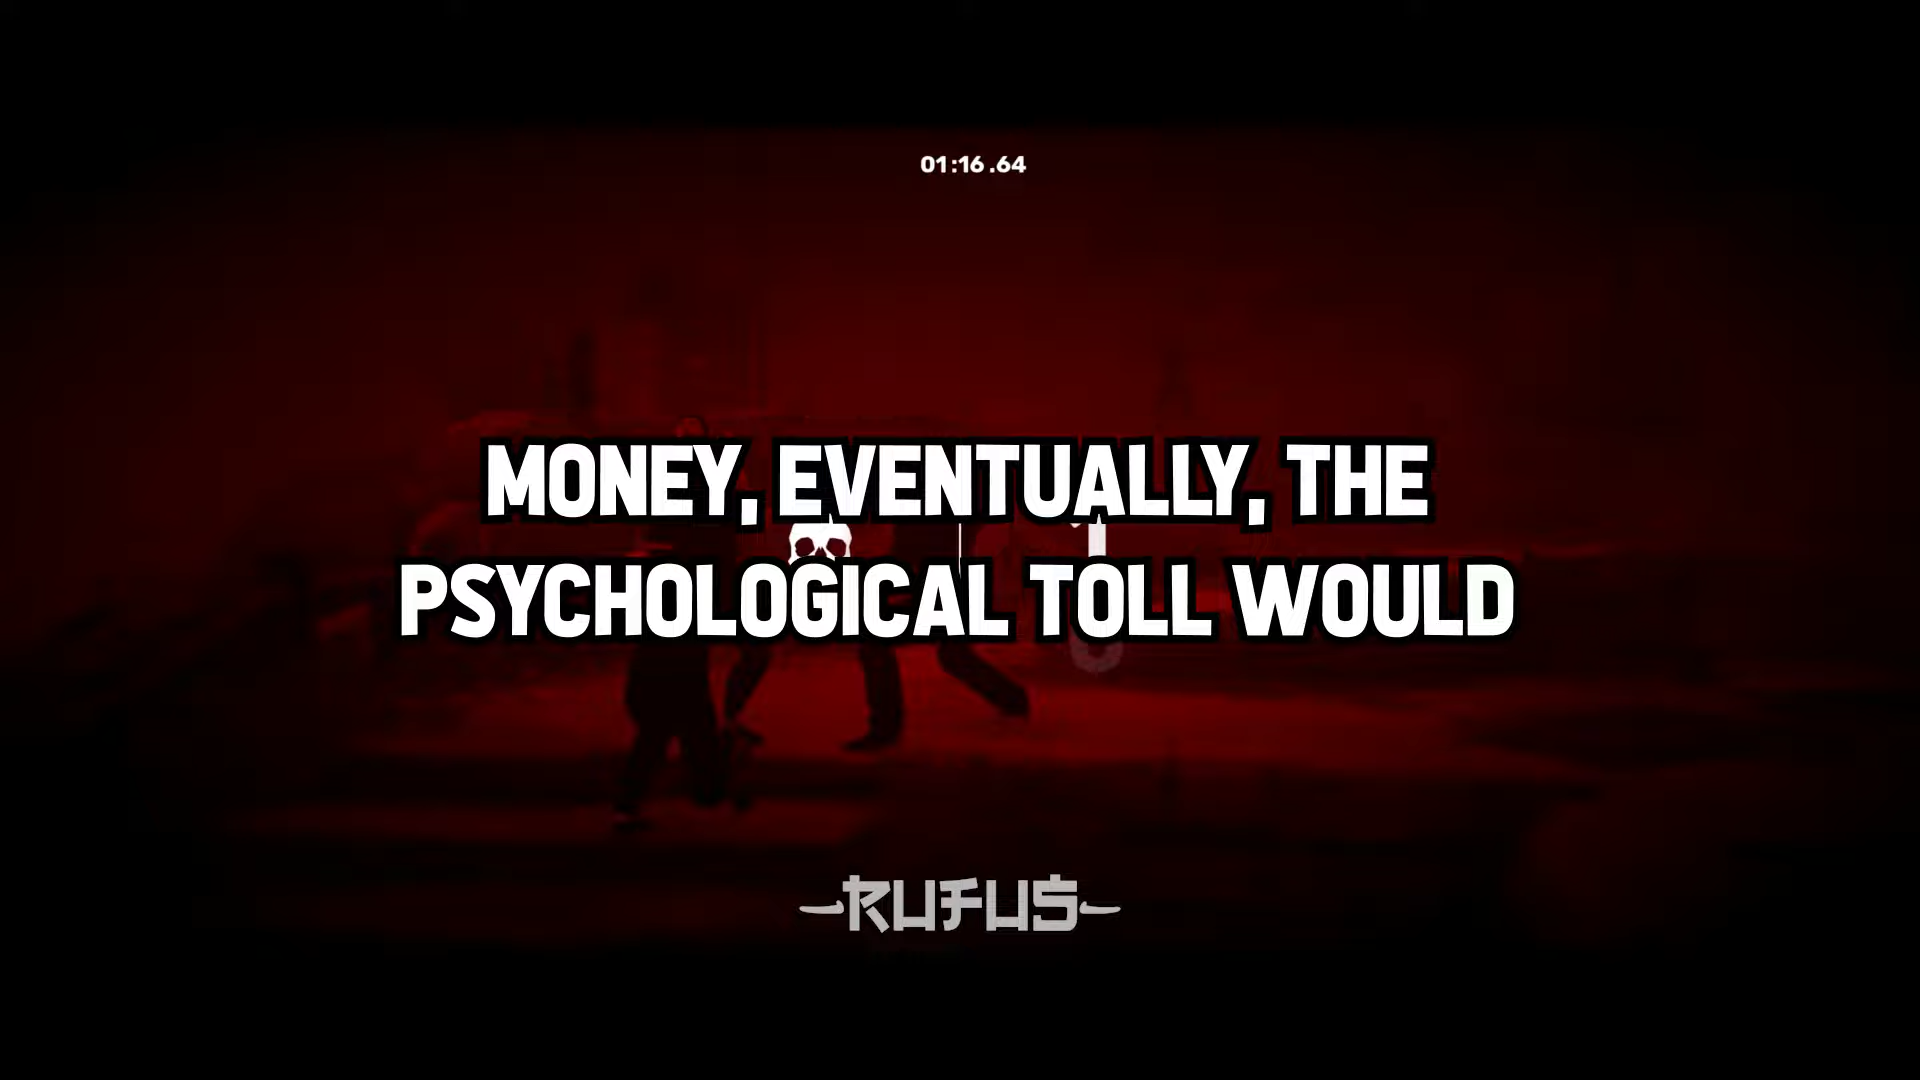 01:16.64
MONEY, EVENTUALLY, THE
PSYCHOLOGICAL TOLL WOULD
RUFUS